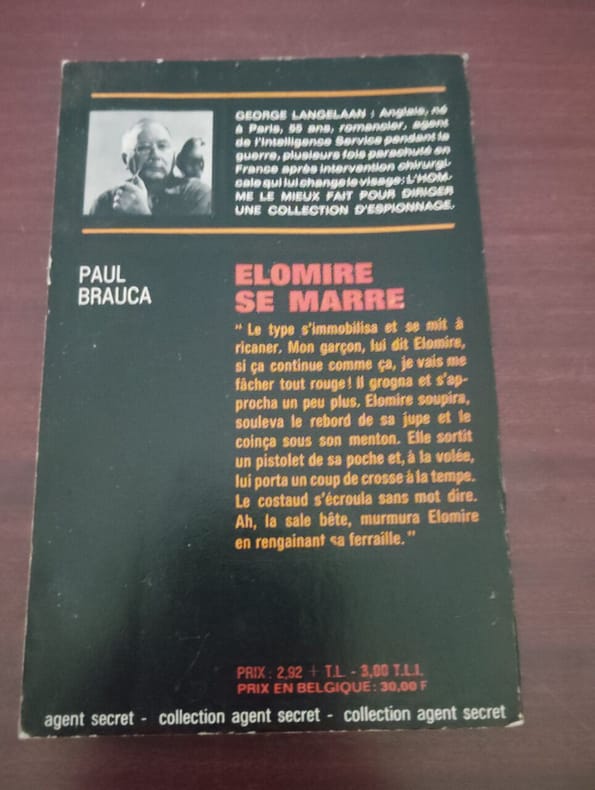 GEORGE LANGELAAN : Anglais, né
à Paris, 55 ans, romancier, agent
de l'Intelligence Service pendant la
guerre, plusieurs fois parachuté en
France après intervention chirurgi-
cale qui lui change le visage : L'HOM-
ME LE MIEUX FAIT POUR DIRIGER
UNE COLLECTION D'ESPIONNAGE.
PAUL
BRAUCA
ELOMIRE
SE MARRE
" Le type s'immobilisa et se mit à
ricaner. Mon garçon, lui dit Elomire,
si ça continue comme ça, je vais me
fâcher tout rouge! Il grogna et s'ap-
procha un peu plus. Elomire soupira,
souleva le rebord de sa jupe et le
coinça sous son menton. Elle sortit
un pistolet de sa poche et, à la volée,
lui porta un coup de crosse à la tempe.
Le costaud s'écroula sans mot dire.
Ah, la sale bête, murmura Elomire
en rengainant sa ferraille. "
PRIX : 2,92 + T.L. - 3,00 T.L.I.
PRIX EN BELGIQUE : 30,00 F
agent secret - collection agent secret - collection agent secret